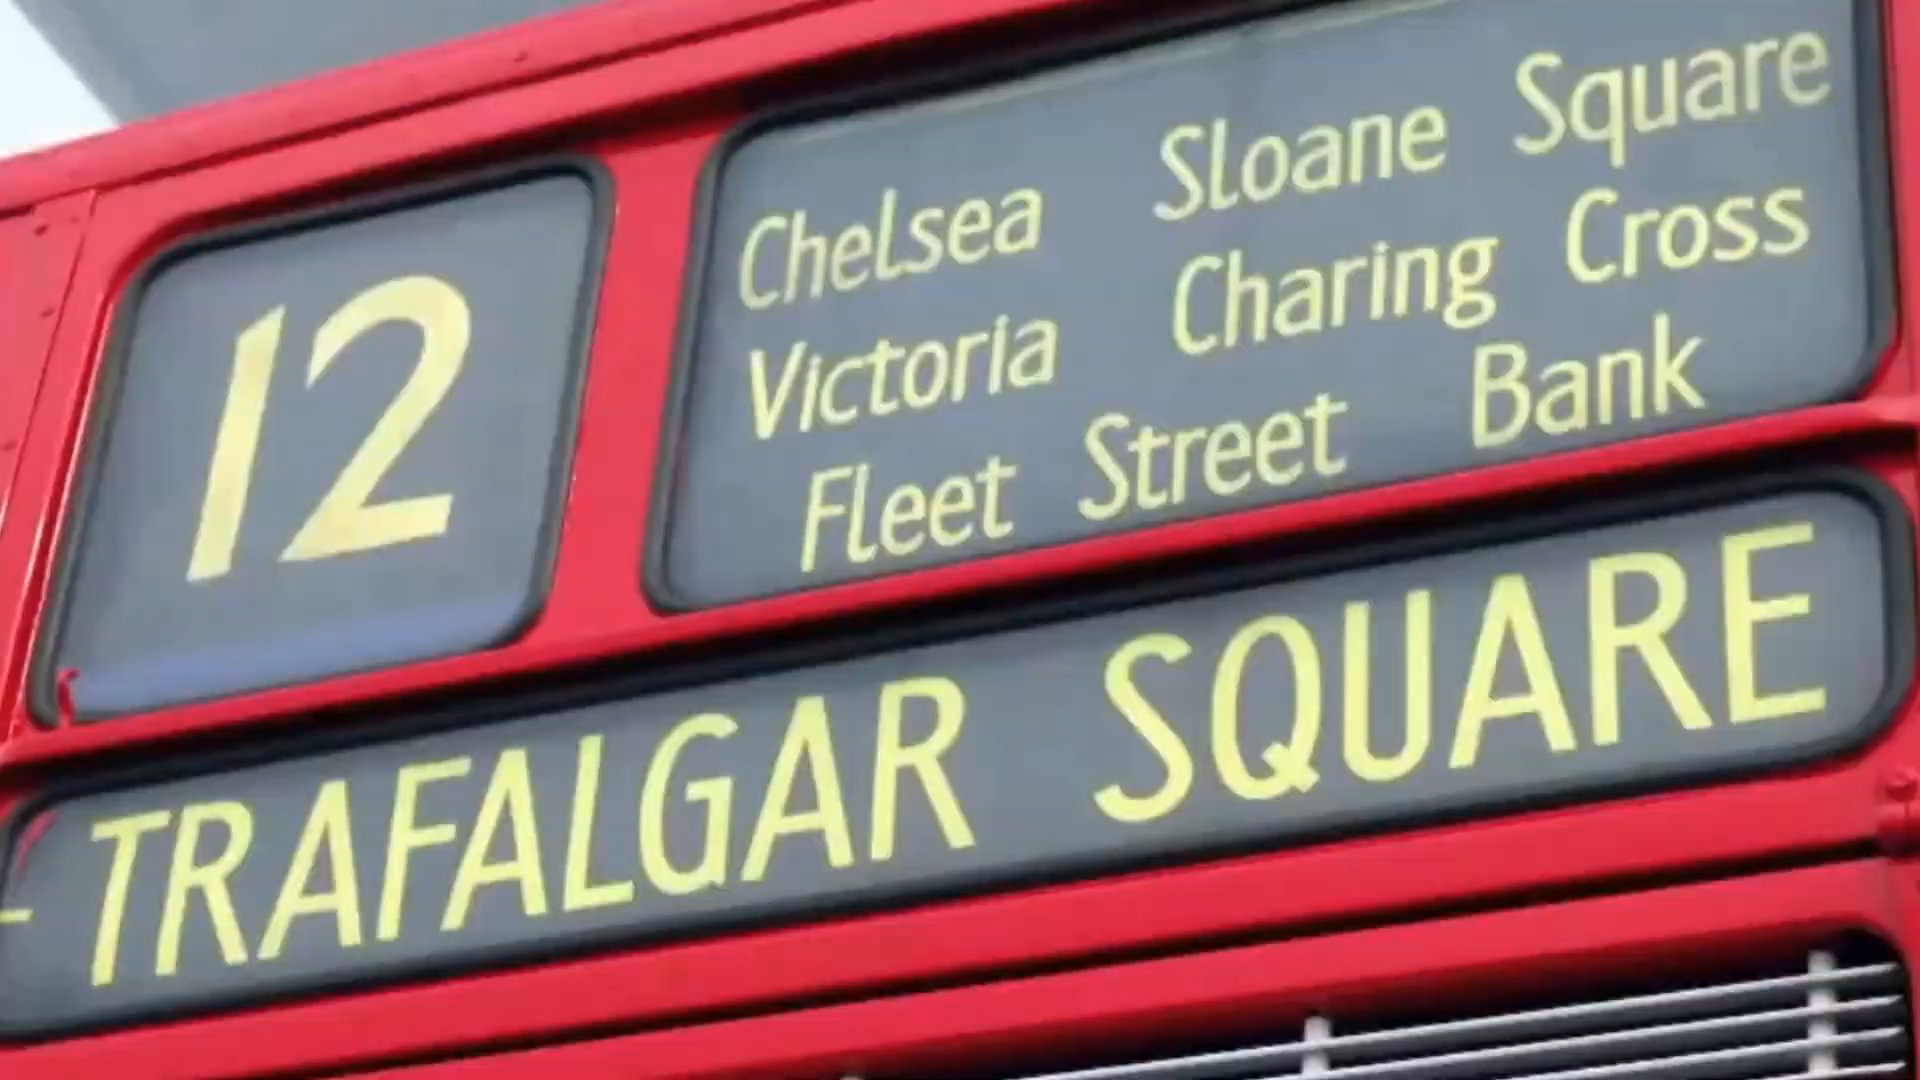 12
Chelsea Sloane Square
Victoria Charing Cross
Fleet Street Bank
TRAFALGAR SQUARE